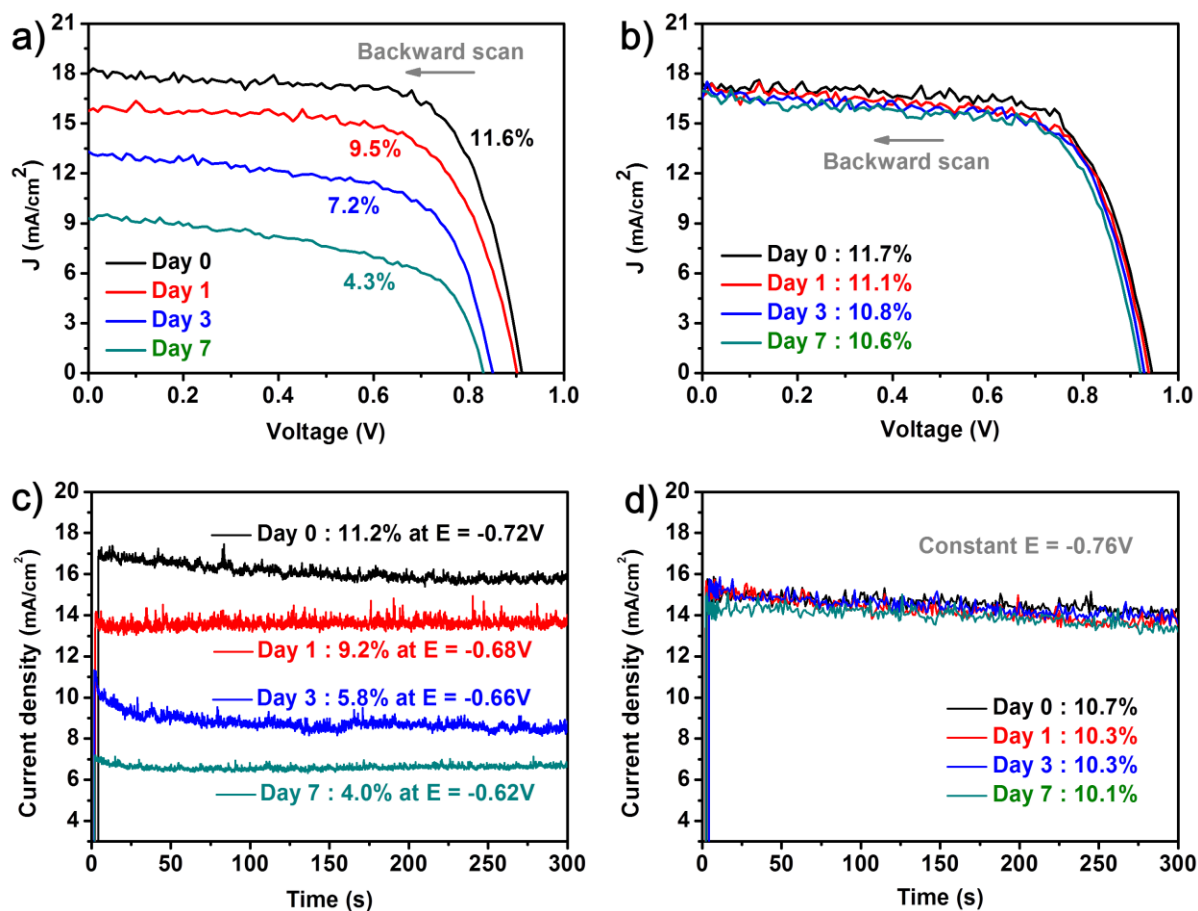 a)
21
18
15
12
9
6
3
0
J (mA/cm²)
Backward scan
11.6%
9.5%
7.2%
4.3%
Day 0
Day 1
Day 3
Day 7
0.0 0.2 0.4 0.6 0.8 1.0
Voltage (V)
b)
21
18
15
12
9
6
3
0
J (mA/cm²)
Backward scan
Day 0 : 11.7%
Day 1 : 11.1%
Day 3 : 10.8%
Day 7 : 10.6%
0.0 0.2 0.4 0.6 0.8 1.0
Voltage (V)
c)
20
18
16
14
12
10
8
6
4
Current density (mA/cm²)
Day 0 : 11.2% at E = -0.72V
Day 1 : 9.2% at E = -0.68V
Day 3 : 5.8% at E = -0.66V
Day 7 : 4.0% at E = -0.62V
0 50 100 150 200 250 300
Time (s)
d)
20
18
16
14
12
10
8
6
4
Current density (mA/cm²)
Constant E = -0.76V
Day 0 : 10.7%
Day 1 : 10.3%
Day 3 : 10.3%
Day 7 : 10.1%
0 50 100 150 200 250 300
Time (s)